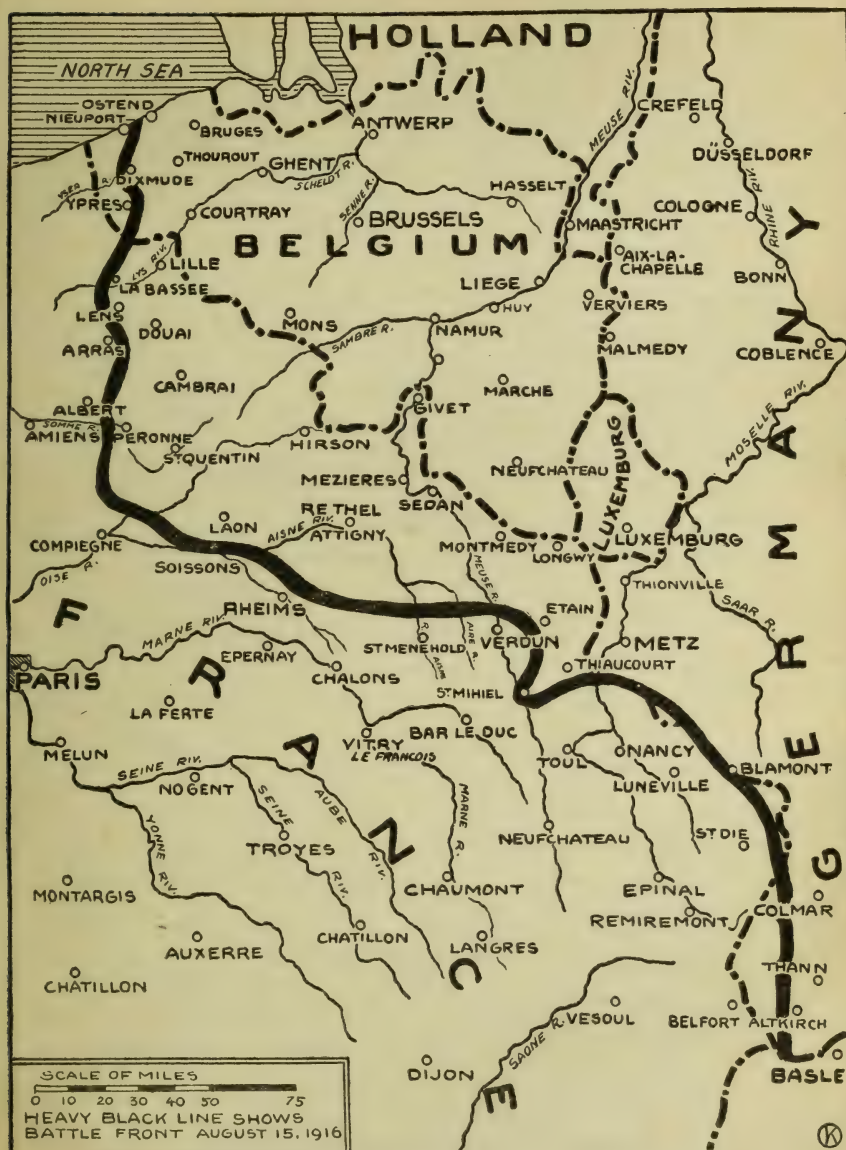 HOLLAND
NORTH SEA
OSTEND
NIEUPORT
BRUGES
ANTWERP
MEUSE RIV.
CREFELD
DÜSSELDORF
THOUROUT
GHENT
SCHELDT R.
YSER R.
DIXMUDE
YPRES
HASSELT
SENNE R.
COURTRAY
BRUSSELS
MAASTRICHT
COLOGNE
RHINE RIV.
BELGIUM
AIX-LA-
CHAPELLE
BONN
LYS RIV.
LILLE
LA BASSEE
LIEGE
HUY
VERVIERS
LENS
DOUAI
MONS
NAMUR
SAMBRE R.
MALMEDY
COBLENCE
ARRAS
CAMBRAI
MARCHE
ALBERT
GIVET
MOSELLE RIV.
SOMME R.
AMIENS
PERONNE
HIRSON
ST QUENTIN
NEUFCHATEAU
LUXEMBURG
MEZIERES
SEDAN
LAON
RETHEL
AISNE RIV.
ATTIGNY
LUXEMBURG
COMPIEGNE
MONTMEDY
LONGWY
SOISSONS
OISE R.
MEUSE R.
THIONVILLE
SAAR R.
RHEIMS
ETAIN
MARNE RIV.
EPERNAY
ST MENEHOLD
AISNE
R.
AIRE R.
VERDUN
METZ
PARIS
CHALONS
THIAUCOURT
ST MIHIEL
LA FERTE
VITRY
LE FRANCOIS
BAR LE DUC
MELUN
TOUL
NANCY
BLAMONT
SEINE RIV.
NOGENT
LUNEVILLE
AUBE
RIV.
MARNE R.
YONNE
RIV.
SEINE
RIV.
TROYES
NEUFCHATEAU
ST DIE
MONTARGIS
CHAUMONT
EPINAL
REMIREMONT
COLMAR
AUXERRE
CHATILLON
LANGRES
CHATILLON
THANN
VESOUL
BELFORT
ALTKIRCH
SAONE R.
DIJON
BASLE
FRANCE
GERMANY
SCALE OF MILES
0 10 20 30 40 50 75
HEAVY BLACK LINE SHOWS
BATTLE FRONT AUGUST 15, 1916
K